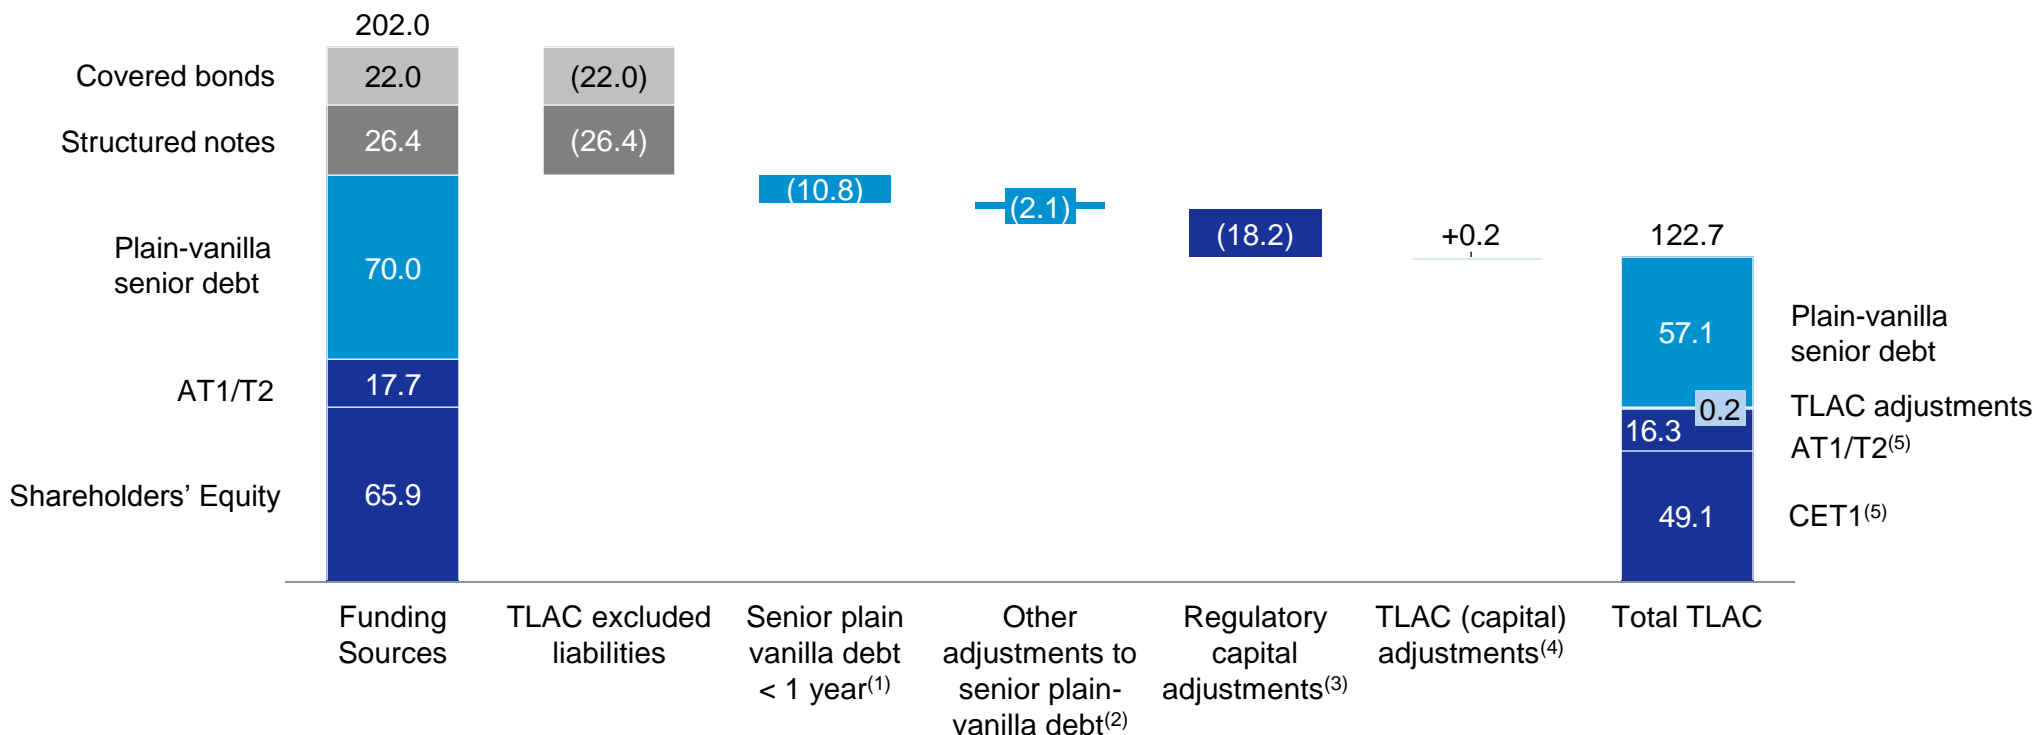 202.0
Covered bonds
22.0
(22.0)
Structured notes
26.4
(26.4)
Plain-vanilla
senior debt
70.0
AT1/T2
17.7
Shareholders’ Equity
65.9
(10.8)
(2.1)
(18.2)
+0.2
122.7
57.1
Plain-vanilla
senior debt
0.2
TLAC adjustments
16.3
AT1/T2(5)
49.1
CET1(5)
Funding
Sources
TLAC excluded
liabilities
Senior plain
vanilla debt
< 1 year(1)
Other
adjustments to
senior plain-
vanilla debt(2)
Regulatory
capital
adjustments(3)
TLAC (capital)
adjustments(4)
Total TLAC